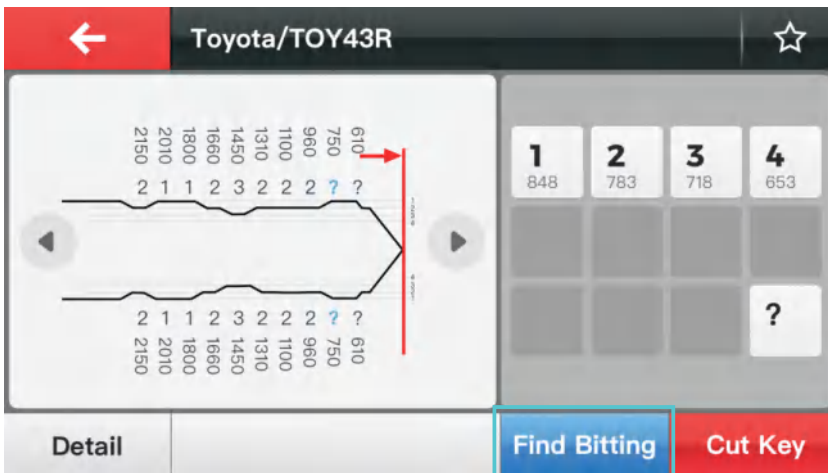 Toyota/TOY43R
2150 2010 1800 1660 1450 1310 1100 960 750 610
2 1 1 2 3 2 2 2 ? ?
2 1 1 2 3 2 2 2 ? ?
2150 2010 1800 1660 1450 1310 1100 960 750 610
1 2 3 4
848 783 718 653
?
Detail
Find Bitting
Cut Key